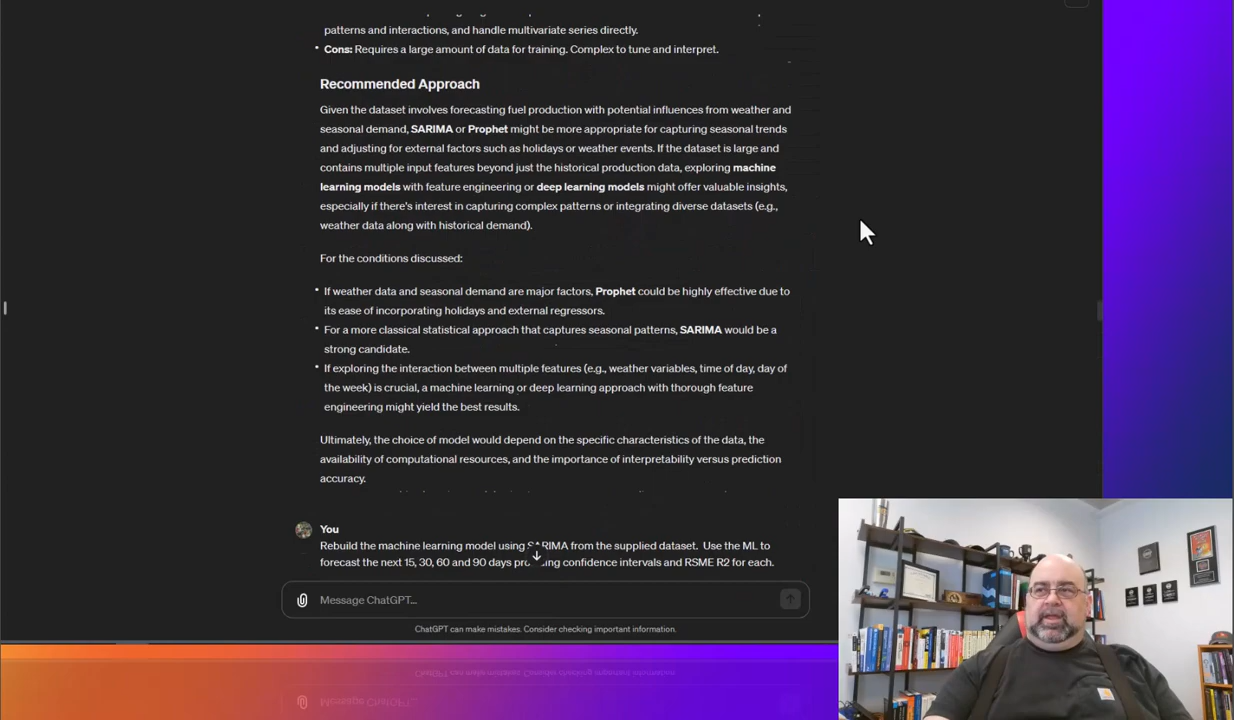 patterns and interactions, and handle multivariate series directly.
• Cons: Requires a large amount of data for training. Complex to tune and interpret.
Recommended Approach
Given the dataset involves forecasting fuel production with potential influences from weather and
seasonal demand, SARIMA or Prophet might be more appropriate for capturing seasonal trends
and adjusting for external factors such as holidays or weather events. If the dataset is large and
contains multiple input features beyond just the historical production data, exploring machine
learning models with feature engineering or deep learning models might offer valuable insights,
especially if there's interest in capturing complex patterns or integrating diverse datasets (e.g.,
weather data along with historical demand).
For the conditions discussed:
• If weather data and seasonal demand are major factors, Prophet could be highly effective due to
its ease of incorporating holidays and external regressors.
• For a more classical statistical approach that captures seasonal patterns, SARIMA would be a
strong candidate.
• If exploring the interaction between multiple features (e.g., weather variables, time of day, day of
the week) is crucial, a machine learning or deep learning approach with thorough feature
engineering might yield the best results.
Ultimately, the choice of model would depend on the specific characteristics of the data, the
availability of computational resources, and the importance of interpretability versus prediction
accuracy.
You
Rebuild the machine learning model using SARIMA from the supplied dataset. Use the ML to
forecast the next 15, 30, 60 and 90 days providing confidence intervals and RSME R2 for each.
Message ChatGPT...
ChatGPT can make mistakes. Consider checking important information.